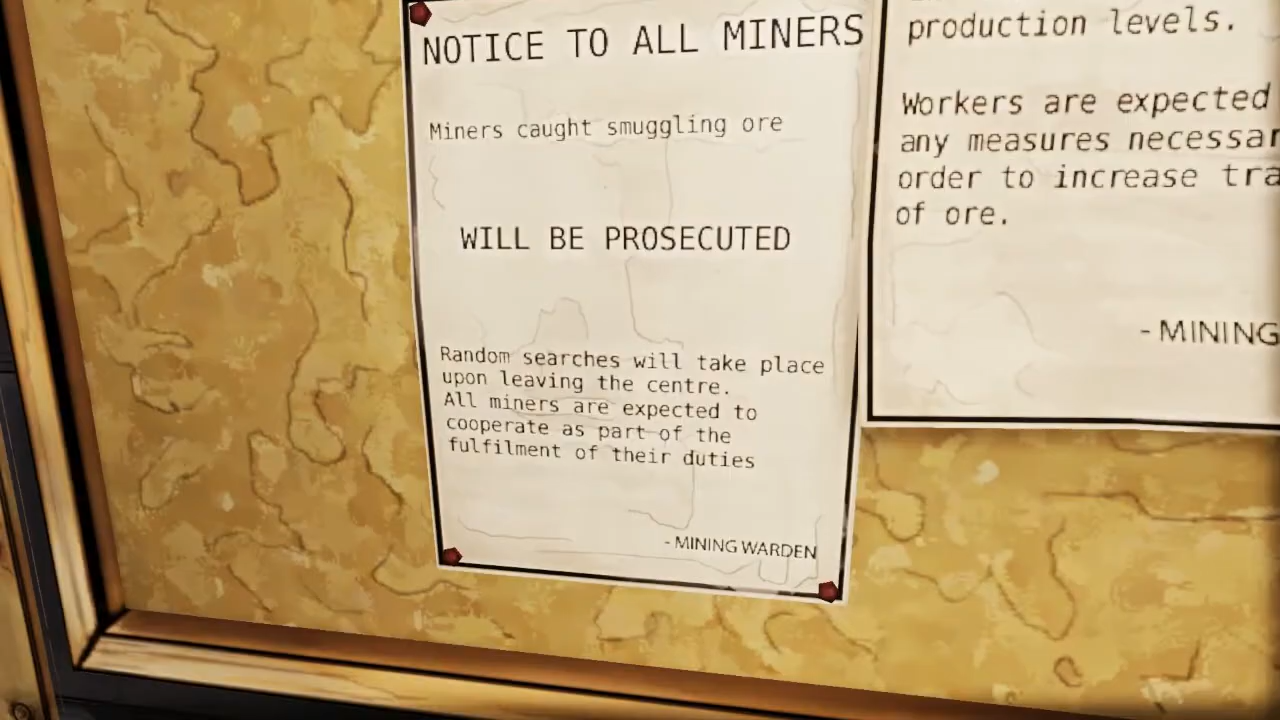 NOTICE TO ALL MINERS
Miners caught smuggling ore
WILL BE PROSECUTED
Random searches will take place
upon leaving the centre.
All miners are expected to
cooperate as part of the
fulfilment of their duties
- MINING WARDEN
production levels.
Workers are expected
any measures
order to increase
of ore.
- MINING